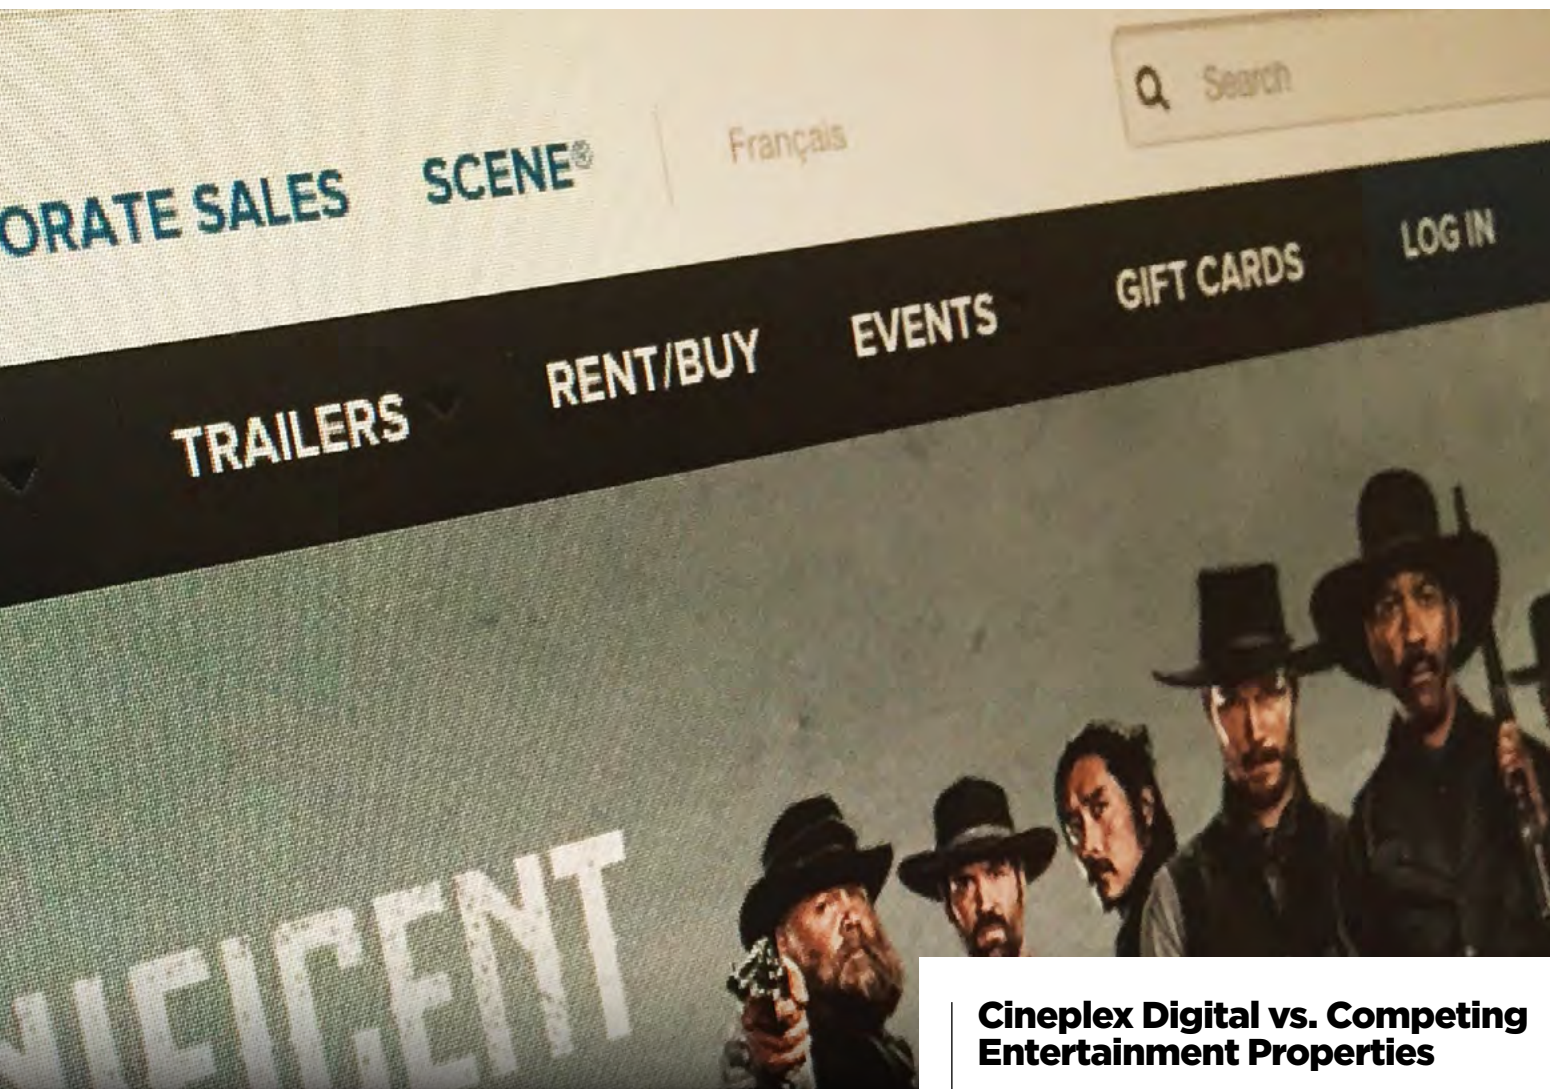 ORATE SALES SCENE® Français Search
TRAILERS RENT/BUY EVENTS GIFT CARDS LOG IN
NIFICENT
Cineplex Digital vs. Competing
Entertainment Properties